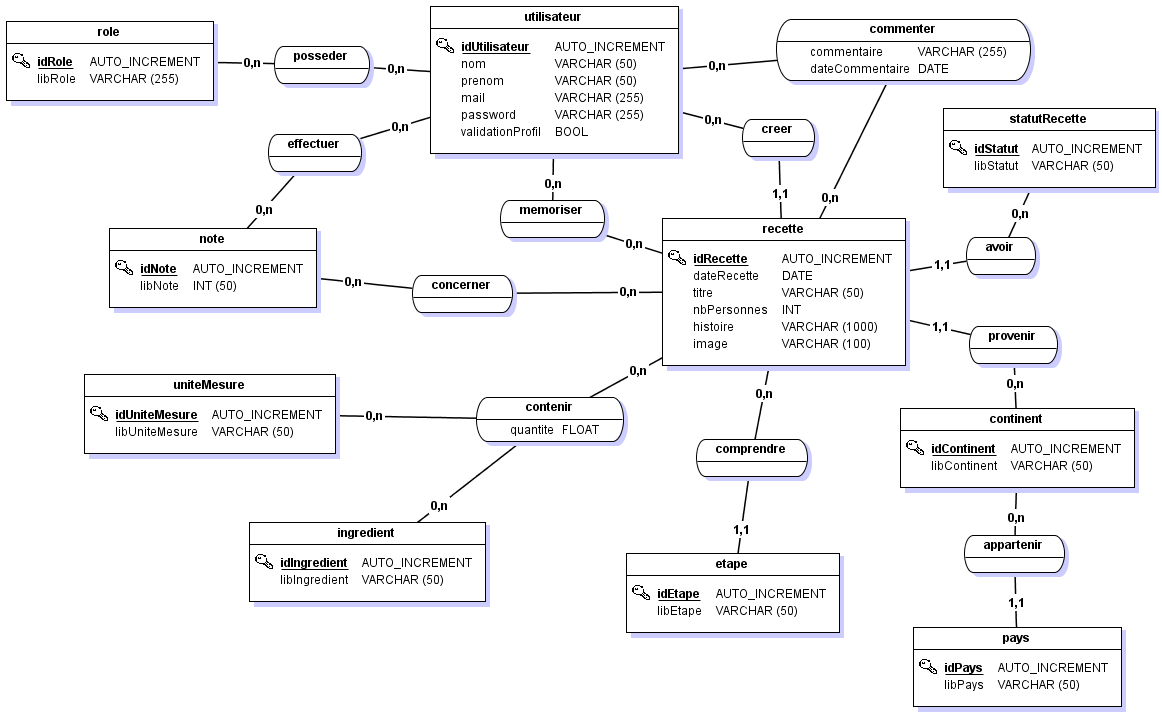 role
idRole AUTO_INCREMENT
libRole VARCHAR (255)
0,n
posseder
0,n
utilisateur
idUtilisateur AUTO_INCREMENT
nom VARCHAR (50)
prenom VARCHAR (50)
mail VARCHAR (255)
password VARCHAR (255)
validationProfil BOOL
0,n
commenter
commentaire VARCHAR (255)
dateCommentaire DATE
0,n
0,n
creer
1,1
0,n
effectuer
0,n
0,n
memoriser
0,n
statutRecette
idStatut AUTO_INCREMENT
libStatut VARCHAR (50)
0,n
avoir
1,1
note
idNote AUTO_INCREMENT
libNote INT (50)
0,n
concerner
0,n
recette
idRecette AUTO_INCREMENT
dateRecette DATE
titre VARCHAR (50)
nbPersonnes INT
histoire VARCHAR (1000)
image VARCHAR (100)
1,1
provenir
0,n
0,n
uniteMesure
idUniteMesure AUTO_INCREMENT
libUniteMesure VARCHAR (50)
0,n
contenir
quantite FLOAT
0,n
0,n
comprendre
1,1
continent
idContinent AUTO_INCREMENT
libContinent VARCHAR (50)
0,n
appartenir
1,1
ingredient
idIngredient AUTO_INCREMENT
libIngredient VARCHAR (50)
etape
idEtape AUTO_INCREMENT
libEtape VARCHAR (50)
pays
idPays AUTO_INCREMENT
libPays VARCHAR (50)